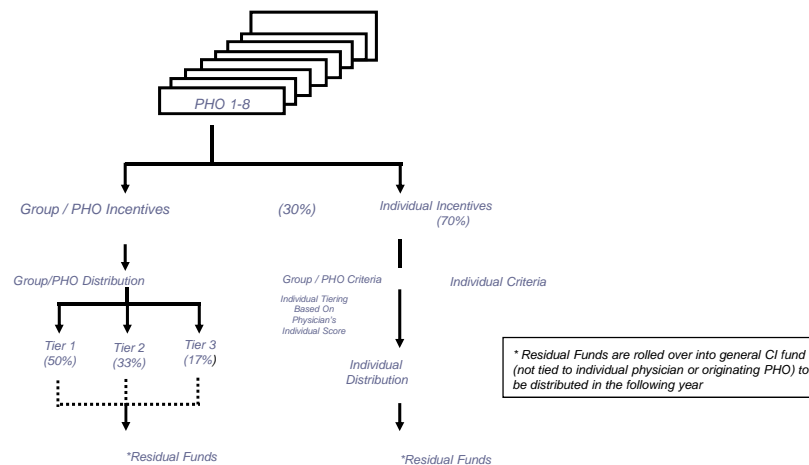 PHO 1-8
Group / PHO Incentives (30%) Individual Incentives
(70%)
Group/PHO Distribution
Group / PHO Criteria Individual Criteria
Individual Tiering
Based On
Physician's
Individual Score
Tier 1
(50%)
Tier 2
(33%)
Tier 3
(17%)
Individual
Distribution
* Residual Funds are rolled over into general CI fund
(not tied to individual physician or originating PHO) to
be distributed in the following year
*Residual Funds
*Residual Funds